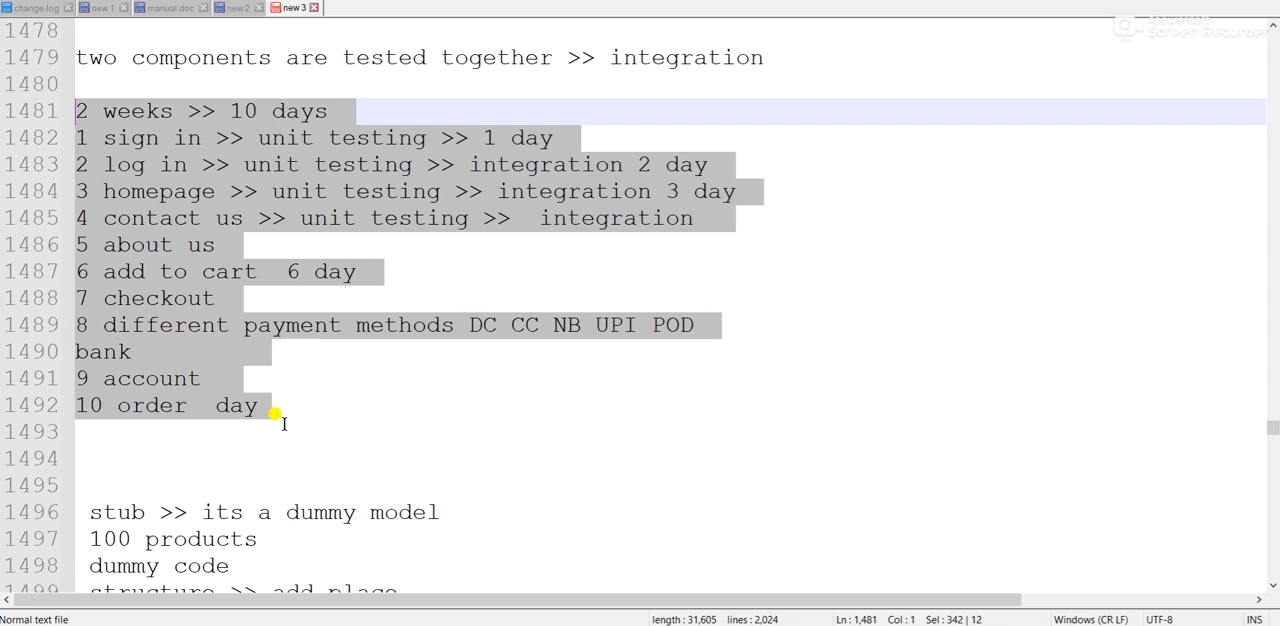 change.log new 1 manual doc new 2 new 3
Screen Recorder
1478
1479 two components are tested together >> integration
1480
1481 2 weeks >> 10 days
1482 1 sign in >> unit testing >> 1 day
1483 2 log in >> unit testing >> integration 2 day
1484 3 homepage >> unit testing >> integration 3 day
1485 4 contact us >> unit testing >>  integration
1486 5 about us
1487 6 add to cart  6 day
1488 7 checkout
1489 8 different payment methods DC CC NB UPI POD
1490 bank
1491 9 account
1492 10 order  day
1493
1494
1495
1496 stub >> its a dummy model
1497 100 products
1498 dummy code
1499 structure >> add place
Normal text file length : 31,605 lines : 2,024 Ln : 1,481 Col : 1 Sel : 342 | 12 Windows (CR LF) UTF-8 INS